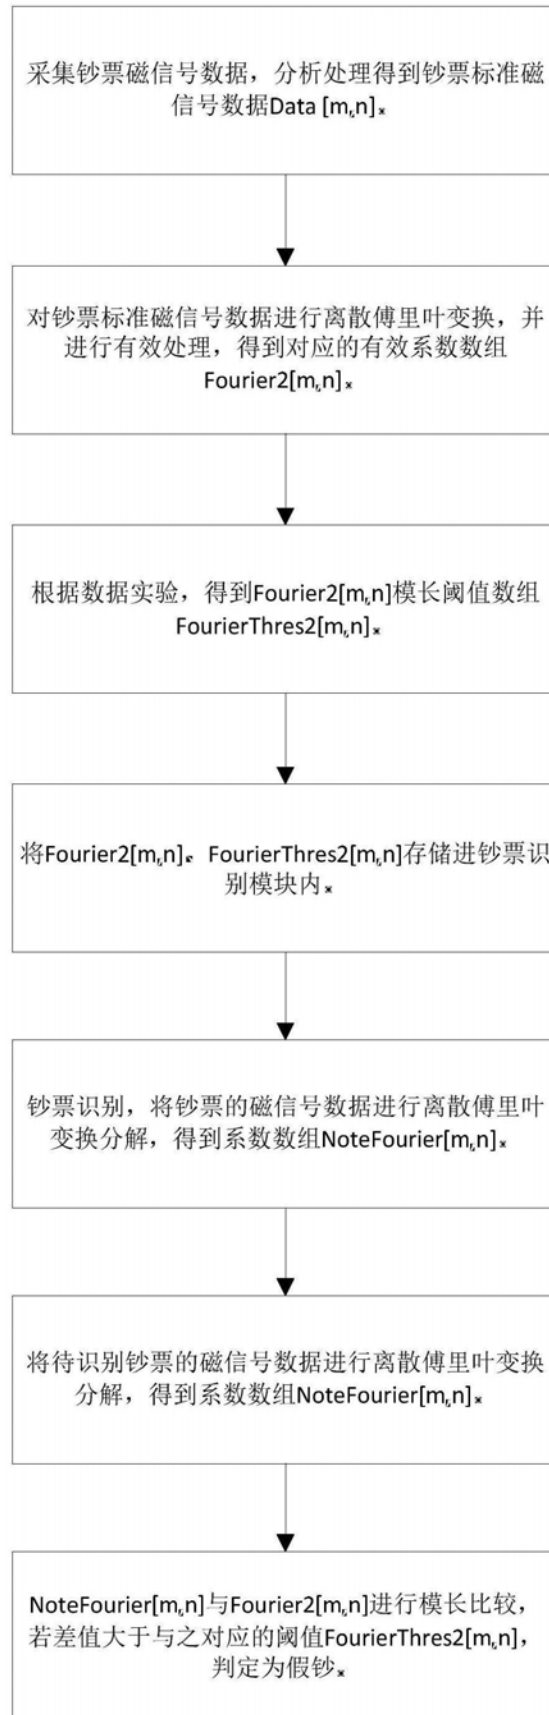 采集钞票磁信号数据，分析处理得到钞票标准磁
信号数据Data [m,n]。
对钞票标准磁信号数据进行离散傅里叶变换，并
进行有效处理，得到对应的有效系数数组
Fourier2[m,n]。
根据数据实验，得到Fourier2[m,n]模长阈值数组
FourierThres2[m,n]。
将Fourier2[m,n]、FourierThres2[m,n]存储进钞票识
别模块内。
钞票识别，将钞票的磁信号数据进行离散傅里叶
变换分解，得到系数数组NoteFourier[m,n]。
将待识别钞票的磁信号数据进行离散傅里叶变换
分解，得到系数数组NoteFourier[m,n]。
NoteFourier[m,n]与Fourier2[m,n]进行模长比较，
若差值大于与之对应的阈值FourierThres2[m,n]，
判定为假钞。